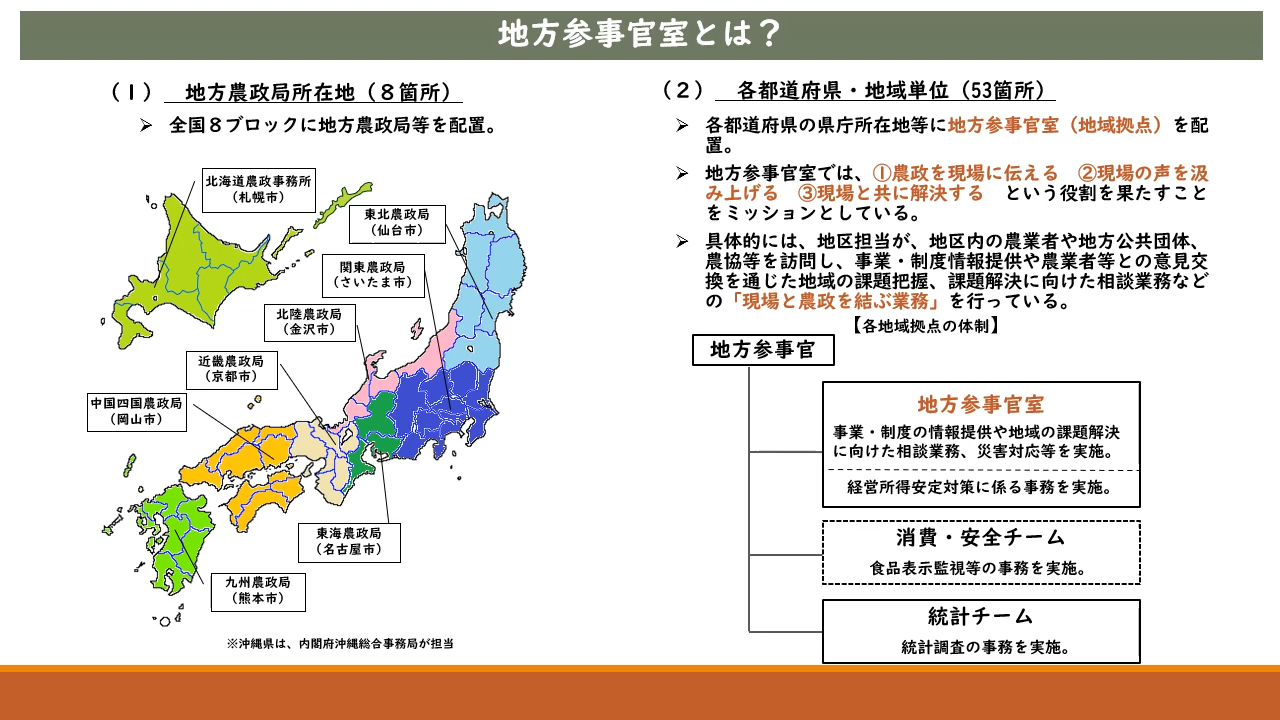 地方参事官室とは？
（１）　地方農政局所在地（８箇所）
➢ 全国８ブロックに地方農政局等を配置。
北海道農政事務所
（札幌市）
東北農政局
（仙台市）
関東農政局
（さいたま市）
北陸農政局
（金沢市）
近畿農政局
（京都市）
中国四国農政局
（岡山市）
東海農政局
（名古屋市）
九州農政局
（熊本市）
※沖縄県は、内閣府沖縄総合事務局が担当
（２）　各都道府県・地域単位（53箇所）
➢ 各都道府県の県庁所在地等に地方参事官室（地域拠点）を配
置。
➢ 地方参事官室では、①農政を現場に伝える　②現場の声を汲
み上げる　③現場と共に解決する　という役割を果たすこと
をミッションとしている。
➢ 具体的には、地区担当が、地区内の農業者や地方公共団体、
農協等を訪問し、事業・制度情報提供や農業者等との意見交
換を通じた地域の課題把握、課題解決に向けた相談業務など
の「現場と農政を結ぶ業務」を行っている。
【各地域拠点の体制】
地方参事官
地方参事官室
事業・制度の情報提供や地域の課題解決
に向けた相談業務、災害対応等を実施。
経営所得安定対策に係る事務を実施。
消費・安全チーム
食品表示監視等の事務を実施。
統計チーム
統計調査の事務を実施。